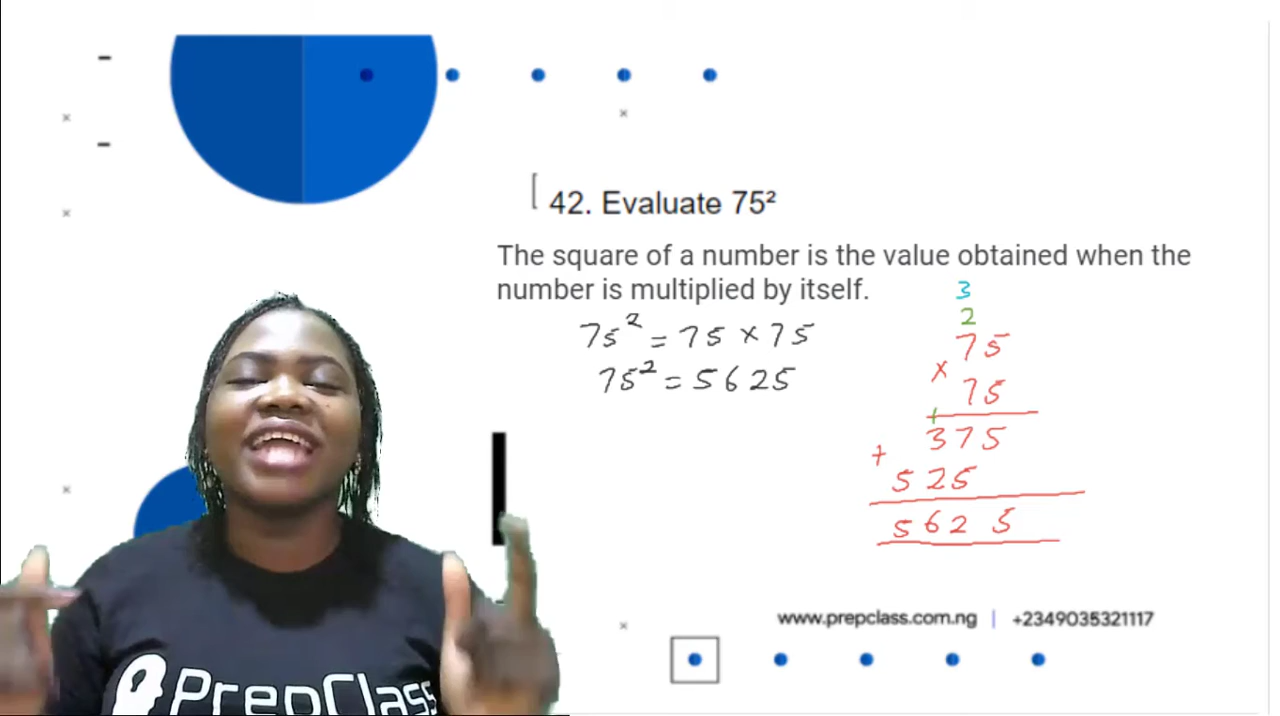 42. Evaluate 75²
The square of a number is the value obtained when the
number is multiplied by itself.
75² = 75 × 75
75² = 5625
3
2
75
×
75
1
375
+
525
5625
www.prepclass.com.ng | +2349035321117
PrepClass